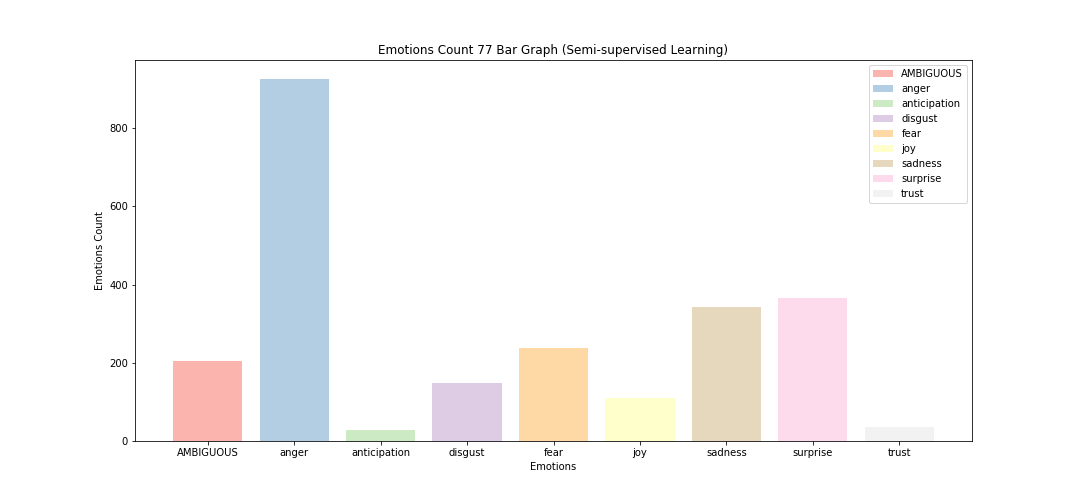 Emotions Count 77 Bar Graph (Semi-supervised Learning)
AMBIGUOUS
anger
anticipation
disgust
fear
joy
sadness
surprise
trust
800
600
400
200
0
Emotions Count
AMBIGUOUS anger anticipation disgust fear joy sadness surprise trust
Emotions